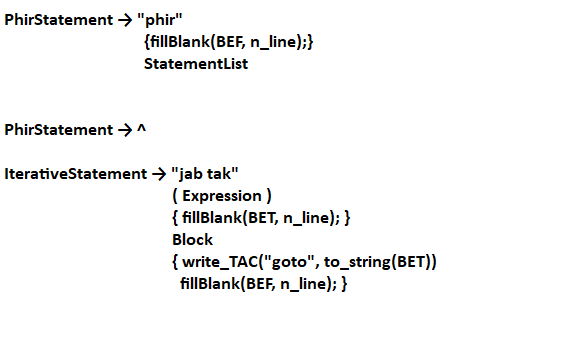 PhirStatement → "phir"
{fillBlank(BEF, n_line);}
StatementList
PhirStatement → ^
IterativeStatement → "jab tak"
( Expression )
{ fillBlank(BET, n_line); }
Block
{ write_TAC("goto", to_string(BET))
fillBlank(BEF, n_line); }